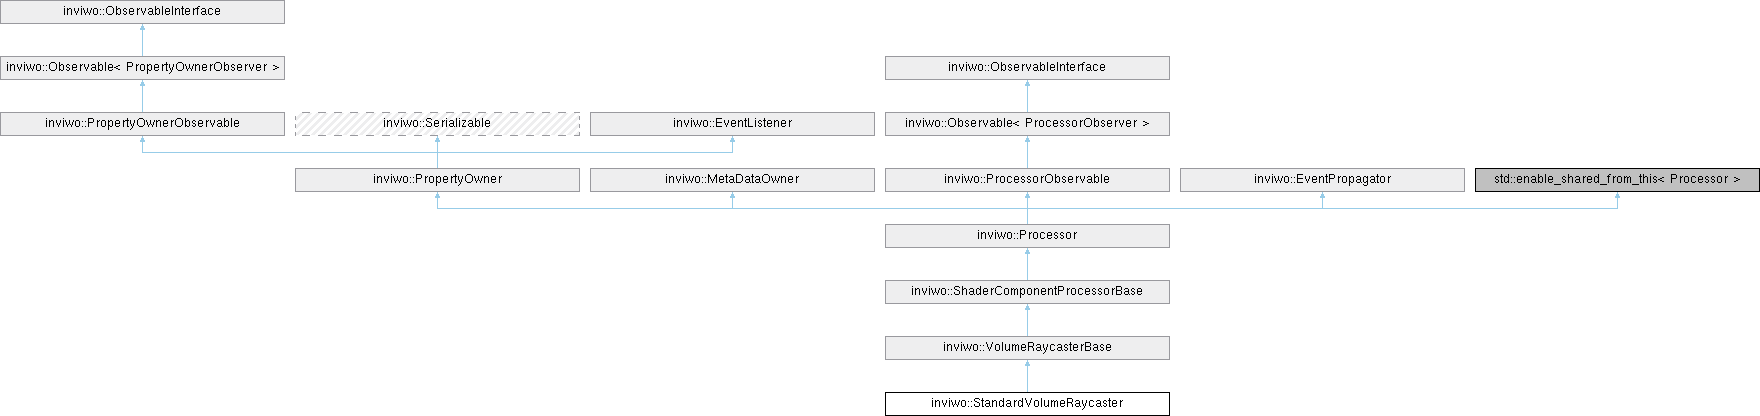 inviwo::ObservableInterface
inviwo::Observable< PropertyOwnerObserver >
inviwo::ObservableInterface
inviwo::PropertyOwnerObservable
inviwo::Serializable
inviwo::EventListener
inviwo::Observable< ProcessorObserver >
inviwo::PropertyOwner
inviwo::MetaDataOwner
inviwo::ProcessorObservable
inviwo::EventPropagator
std::enable_shared_from_this< Processor >
inviwo::Processor
inviwo::ShaderComponentProcessorBase
inviwo::VolumeRaycasterBase
inviwo::StandardVolumeRaycaster